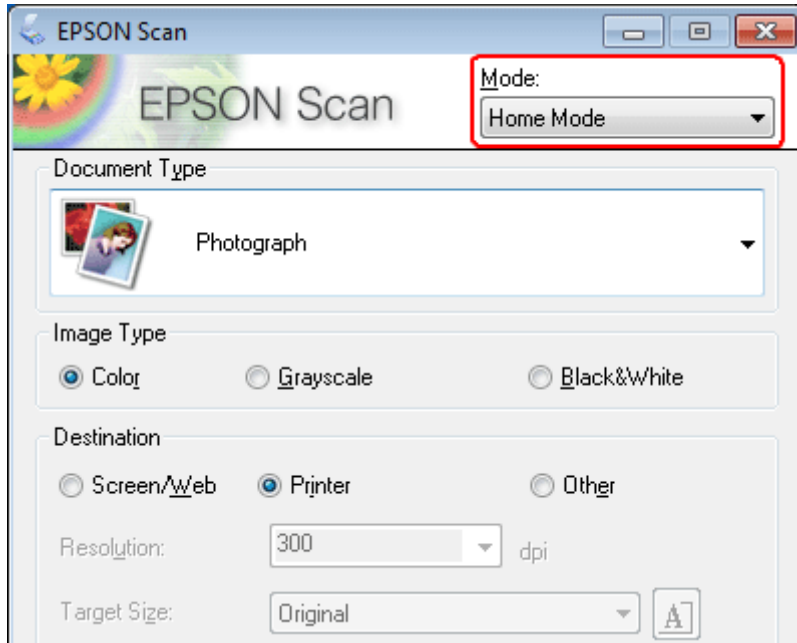 EPSON Scan
EPSON Scan
Mode:
Home Mode
Document Type
Photograph
Image Type
Color Grayscale Black&White
Destination
Screen/Web Printer Other
Resolution: 300 dpi
Target Size: Original A